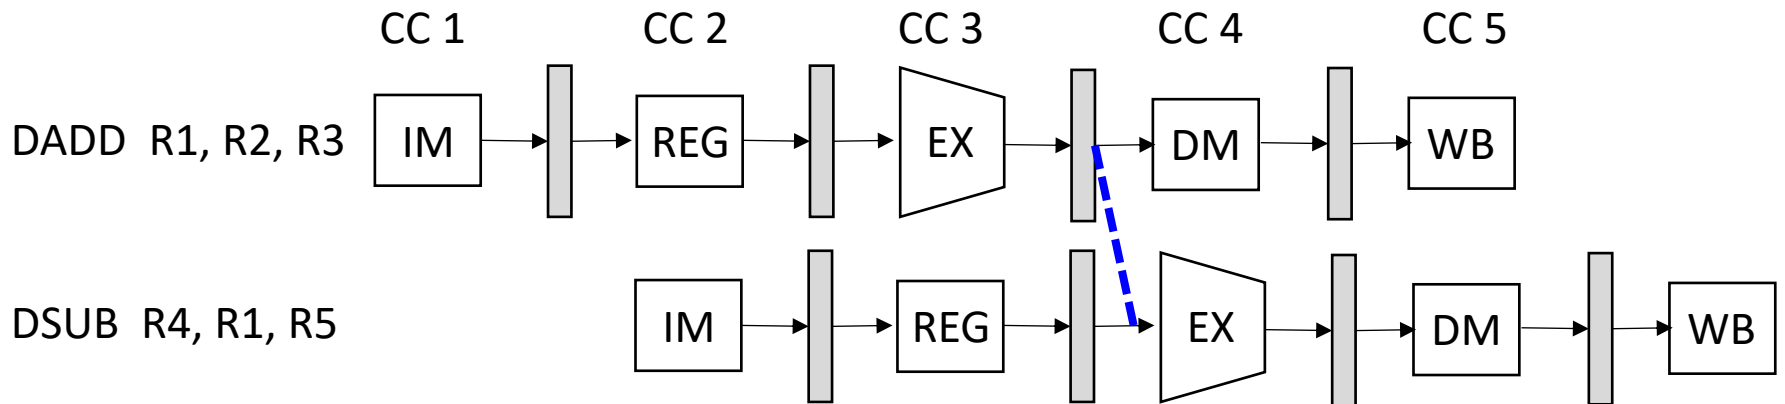 CC 1 CC 2 CC 3 CC 4 CC 5
DADD R1, R2, R3 IM REG EX DM WB
DSUB R4, R1, R5 IM REG EX DM WB